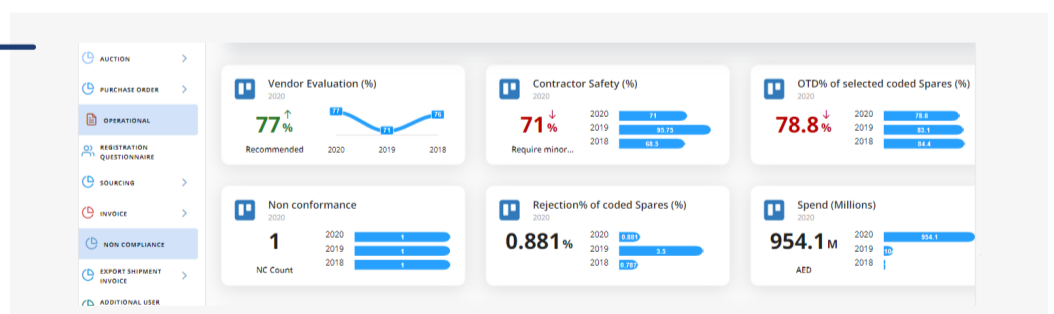 AUCTION
PURCHASE ORDER
OPERATIONAL
REGISTRATION
QUESTIONNAIRE
SOURCING
INVOICE
NON COMPLIANCE
EXPORT SHIPMENT
INVOICE
ADDITIONAL USER
Vendor Evaluation (%)
2020
77%
Recommended
77
71
76
2020 2019 2018
Contractor Safety (%)
2020
71%
Require minor...
2020 71
2019 95.75
2018 68.5
OTD% of selected coded Spares (%)
2020
78.8%
2020 78.8
2019 83.1
2018 84.4
Non conformance
2020
1
NC Count
2020 1
2019 1
2018 1
Rejection% of coded Spares (%)
2020
0.881%
2020 0.881
2019 3.5
2018 0.787
Spend (Millions)
2020
954.1M
AED
2020 954.1
2019
2018